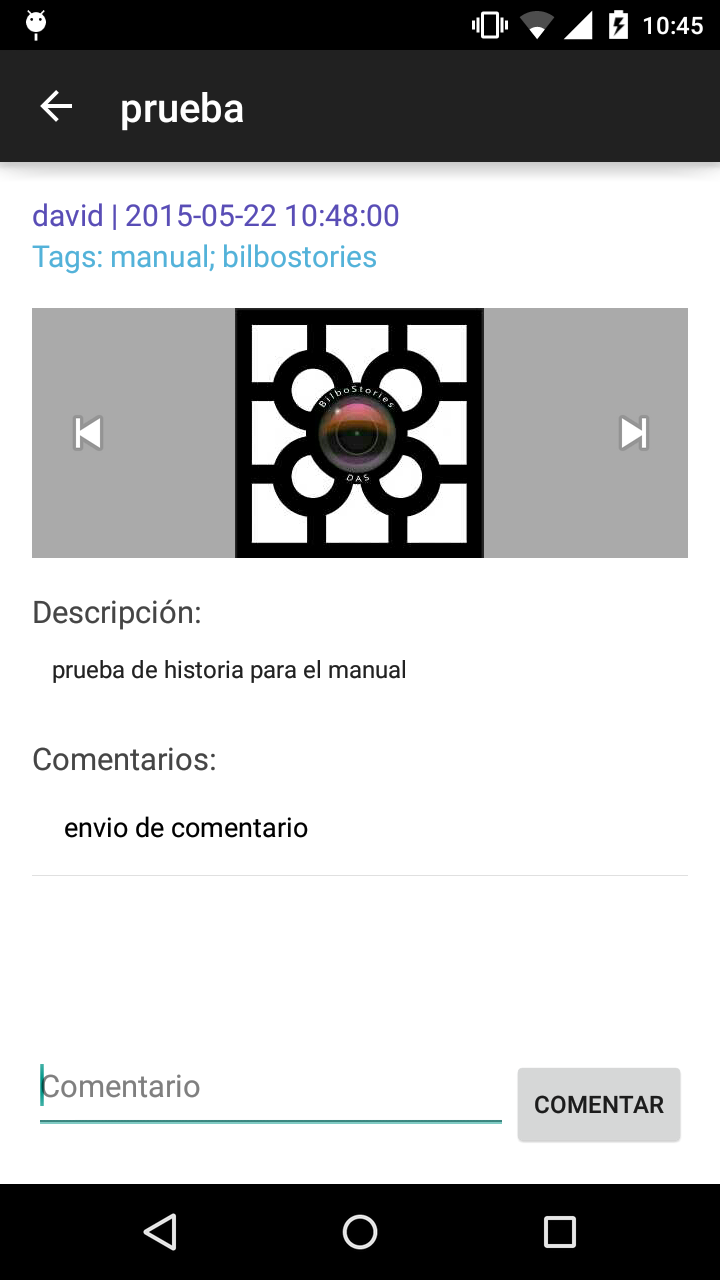 10:45
prueba
david | 2015-05-22 10:48:00
Tags: manual; bilbostories
BilboStories
DAS
Descripción:
prueba de historia para el manual
Comentarios:
envio de comentario
Comentario
COMENTAR